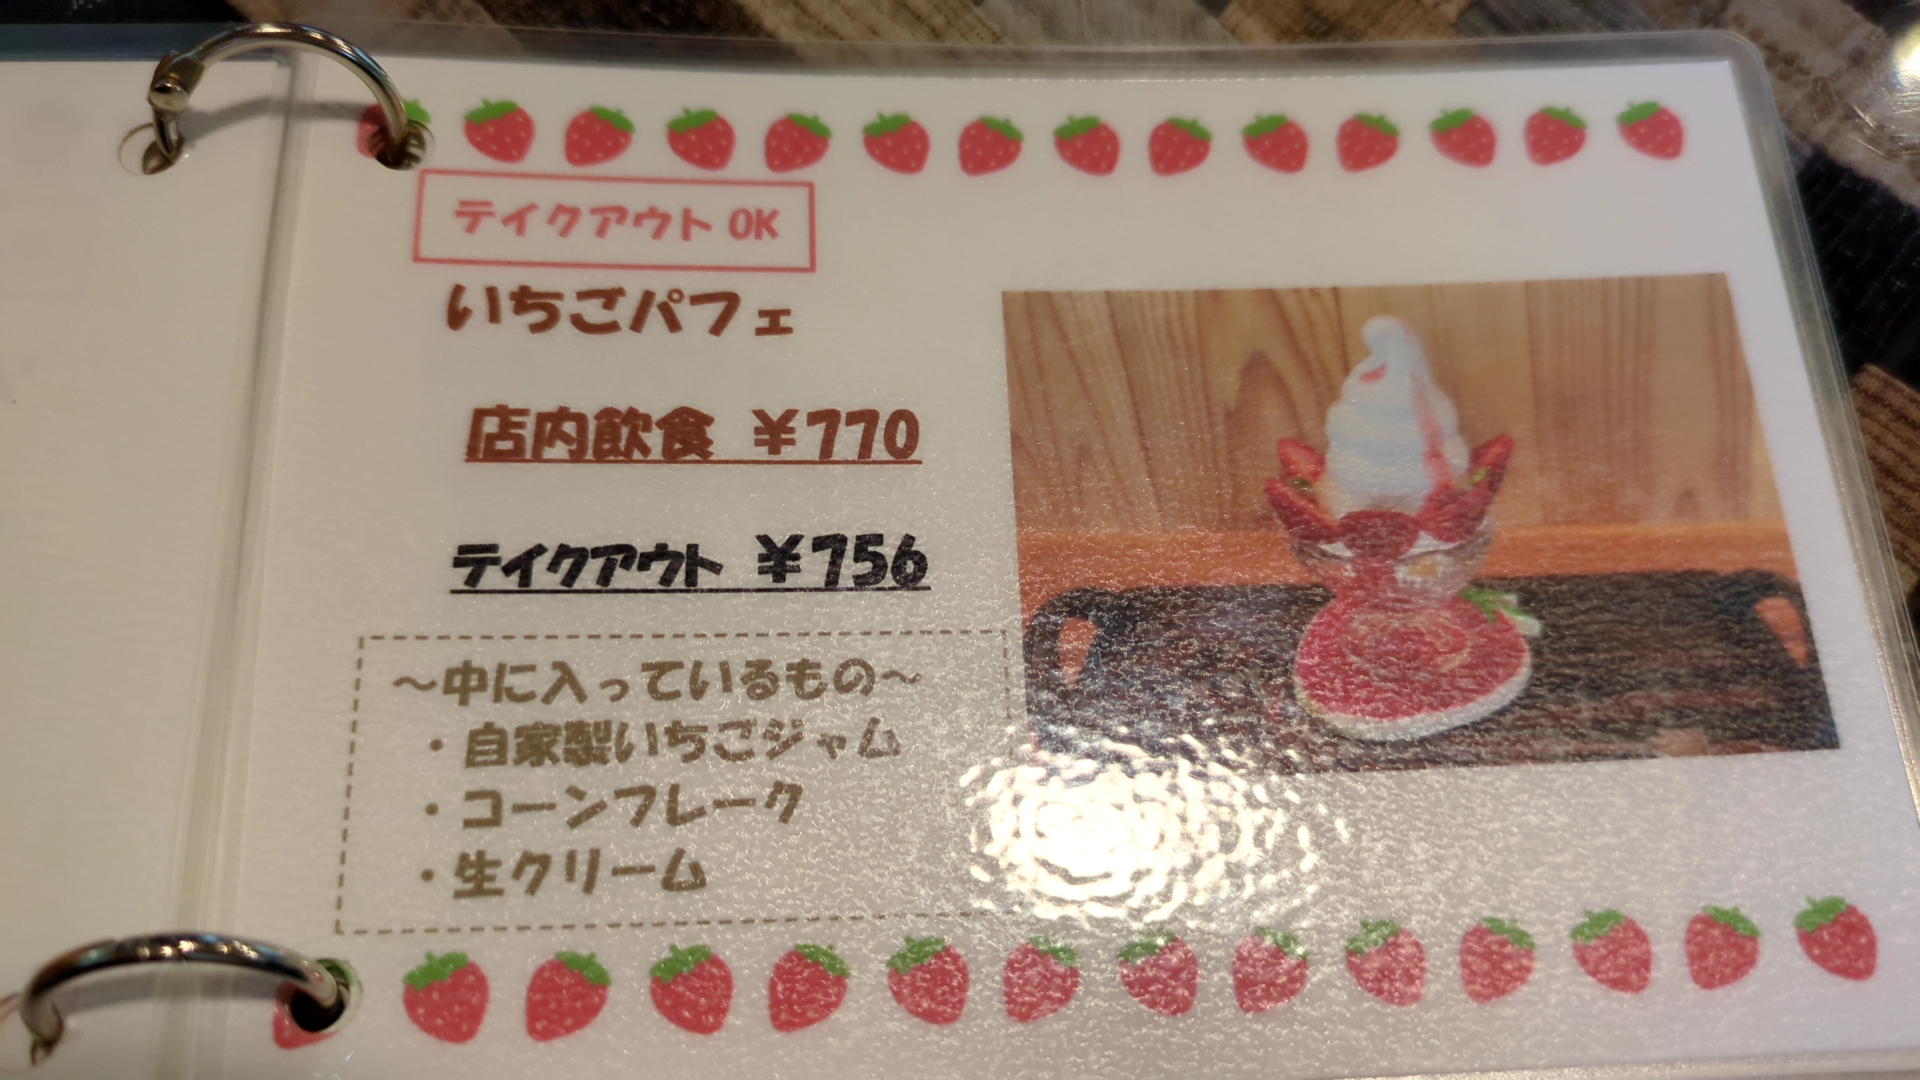 テイクアウトOK
いちごパフェ
店内飲食 ¥770
テイクアウト ¥756
～中に入っているもの～
・自家製いちごジャム
・コーンフレーク
・生クリーム